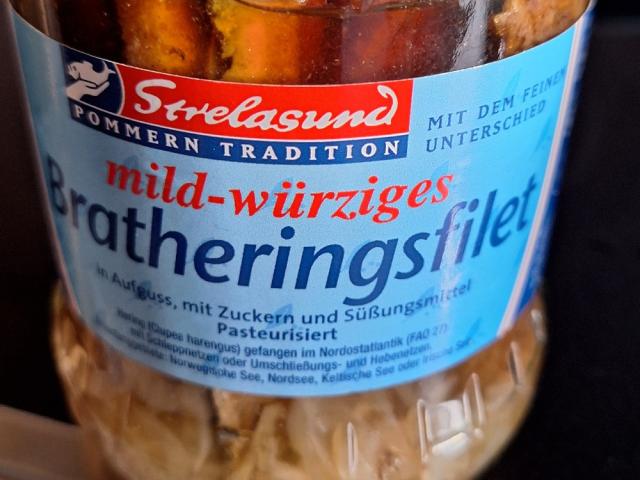 Strelasund
POMMERN TRADITION
MIT DEM FEINEN
UNTERSCHIED
mild-würziges
Bratheringsfilet
in Aufguss, mit Zuckern und Süßungsmittel
Pasteurisiert
Hering (Clupea harengus) gefangen im Nordostatlantik (FAO 27)
mit Schleppnetzen oder Umschließungs- und Hebenetzen.
Norwegische See, Nordsee, Keltische See oder Irische See